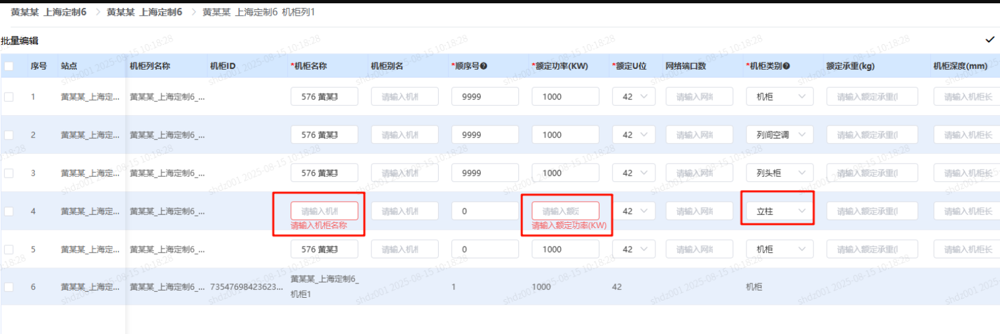 黄某某 上海定制6 > 黄某某 上海定制6 > 黄某某 上海定制6 机柜列1
批量编辑
序号 站点 机柜列名称 机柜ID *机柜名称 机柜别名 *顺序号 *额定功率(KW) *额定U位 网络端口数 *机柜类别 额定承重(kg) 机柜深度(mm)
1 黄某某_上海定... 黄某某_上海定制6_... 576 黄某 请输入机 9999 1000 42 请输入网 机柜 请输入额定承重( 请输入机柜长
2 黄某某_上海定... 黄某某_上海定制6_... 576 黄某 请输入机 9999 1000 42 请输入网 列间空调 请输入额定承重( 请输入机柜长
3 黄某某_上海定... 黄某某_上海定制6_... 576 黄某 请输入机 9999 1000 42 请输入网 列头柜 请输入额定承重( 请输入机柜长
4 黄某某_上海定... 黄某某_上海定制6_... 请输入机 请输入机 0 请输入额 42 请输入网 立柱 请输入额定承重( 请输入机柜长
请输入机柜名称 请输入额定功率(KW)
5 黄某某_上海定... 黄某某_上海定制6_... 576 黄某 请输入机 0 1000 42 请输入网 机柜 请输入额定承重( 请输入机柜长
6 黄某某_上海定... 黄某某_上海定制6_... 73547698423623... 黄某某_上海定制6_ 1 1000 42 机柜
机柜1
shdz001 2025-08-15 10:18:28